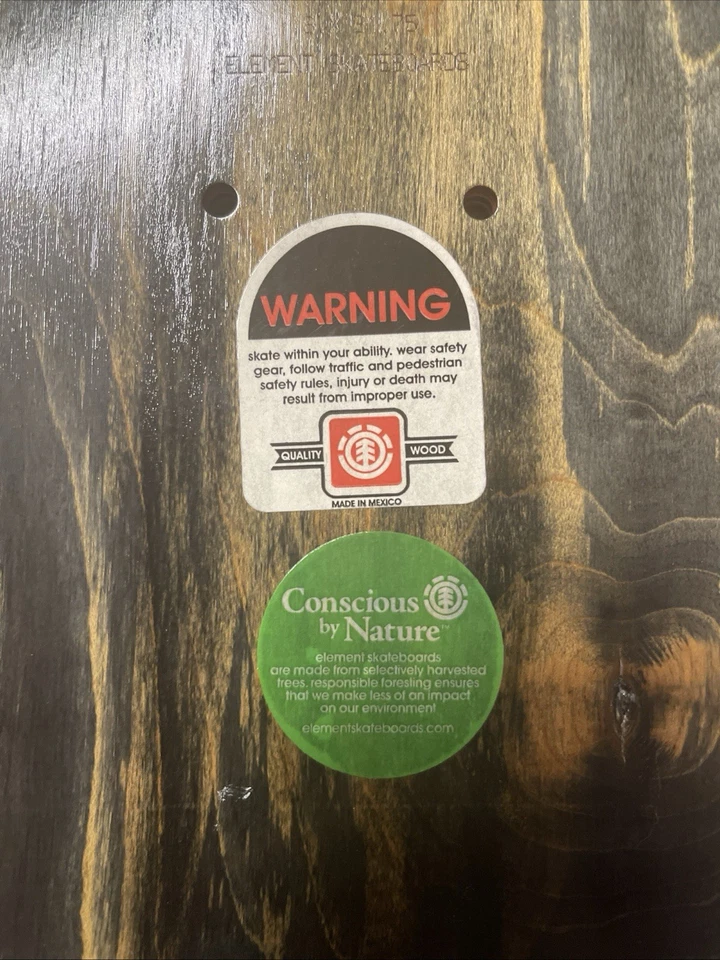 ELEMENT SKATEBOARDS
WARNING
skate within your ability. wear safety
gear, follow traffic and pedestrian
safety rules, injury or death may
result from improper use.
QUALITY WOOD
MADE IN MEXICO
Conscious
by Nature™
element skateboards
are made from selectively harvested
trees. responsible foresting ensures
that we make less of an impact
on our environment
elementskateboards.com